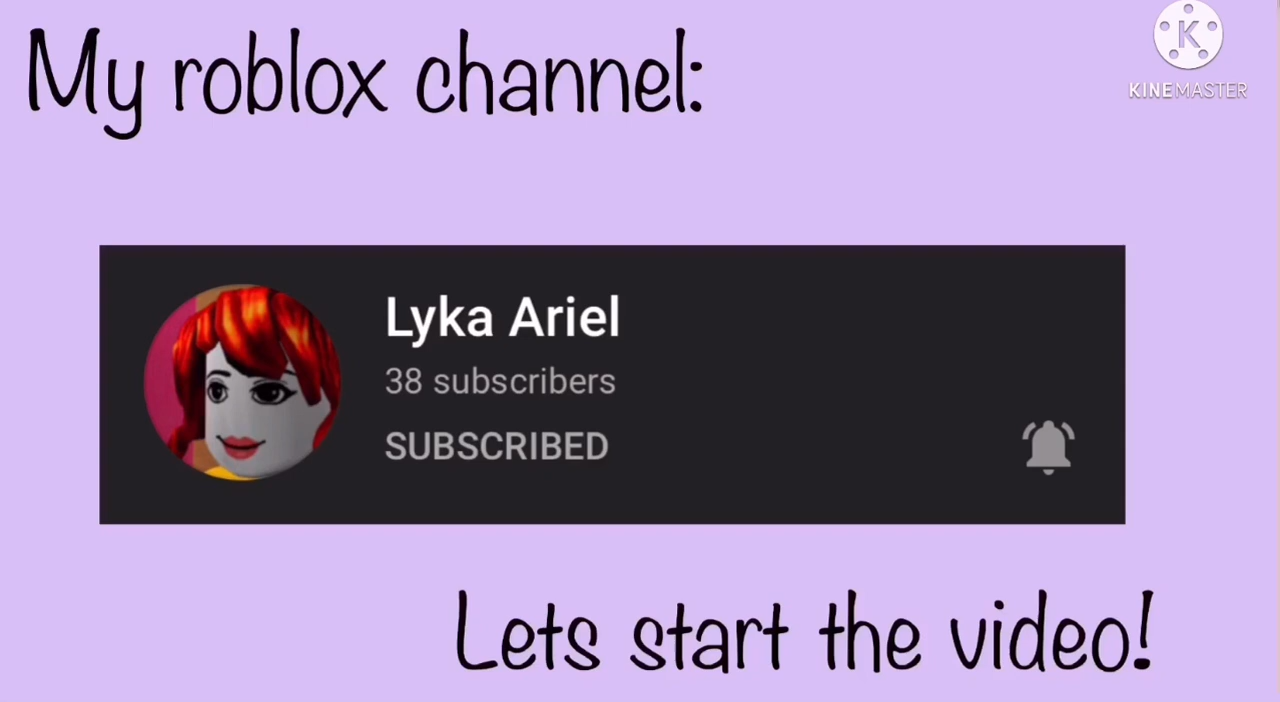 My roblox channel:
K
KINEMASTER
Lyka Ariel
38 subscribers
SUBSCRIBED
Lets start the video!